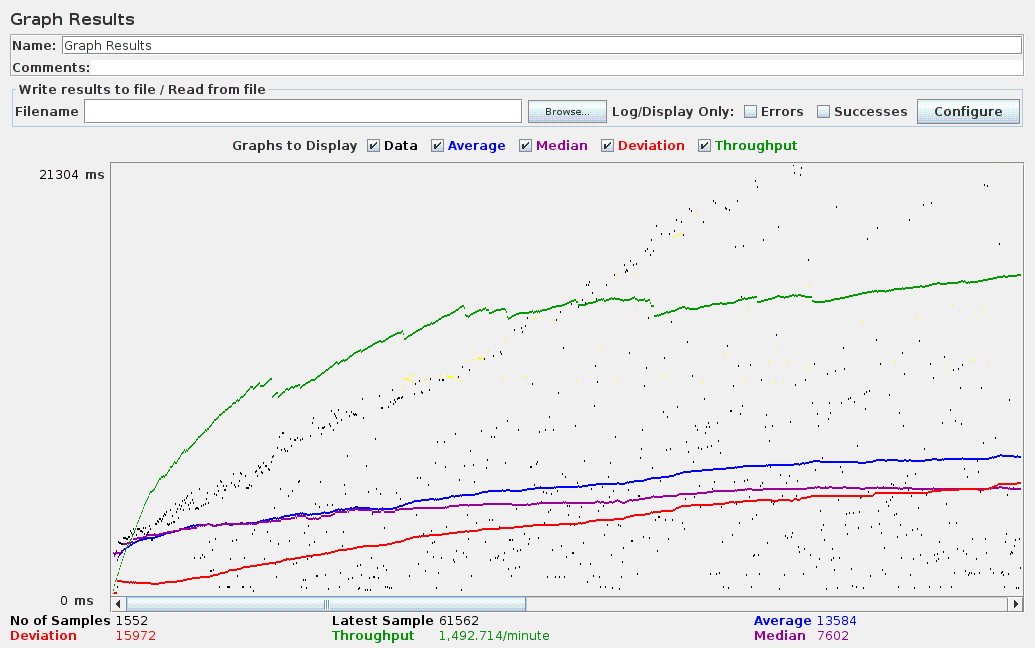 Graph Results
Name: Graph Results
Comments:
Write results to file / Read from file
Filename Browse... Log/Display Only: Errors Successes Configure
Graphs to Display Data Average Median Deviation Throughput
21304 ms
0 ms
No of Samples 1552 Latest Sample 61562 Average 13584
Deviation 15972 Throughput 1,492.714/minute Median 7602